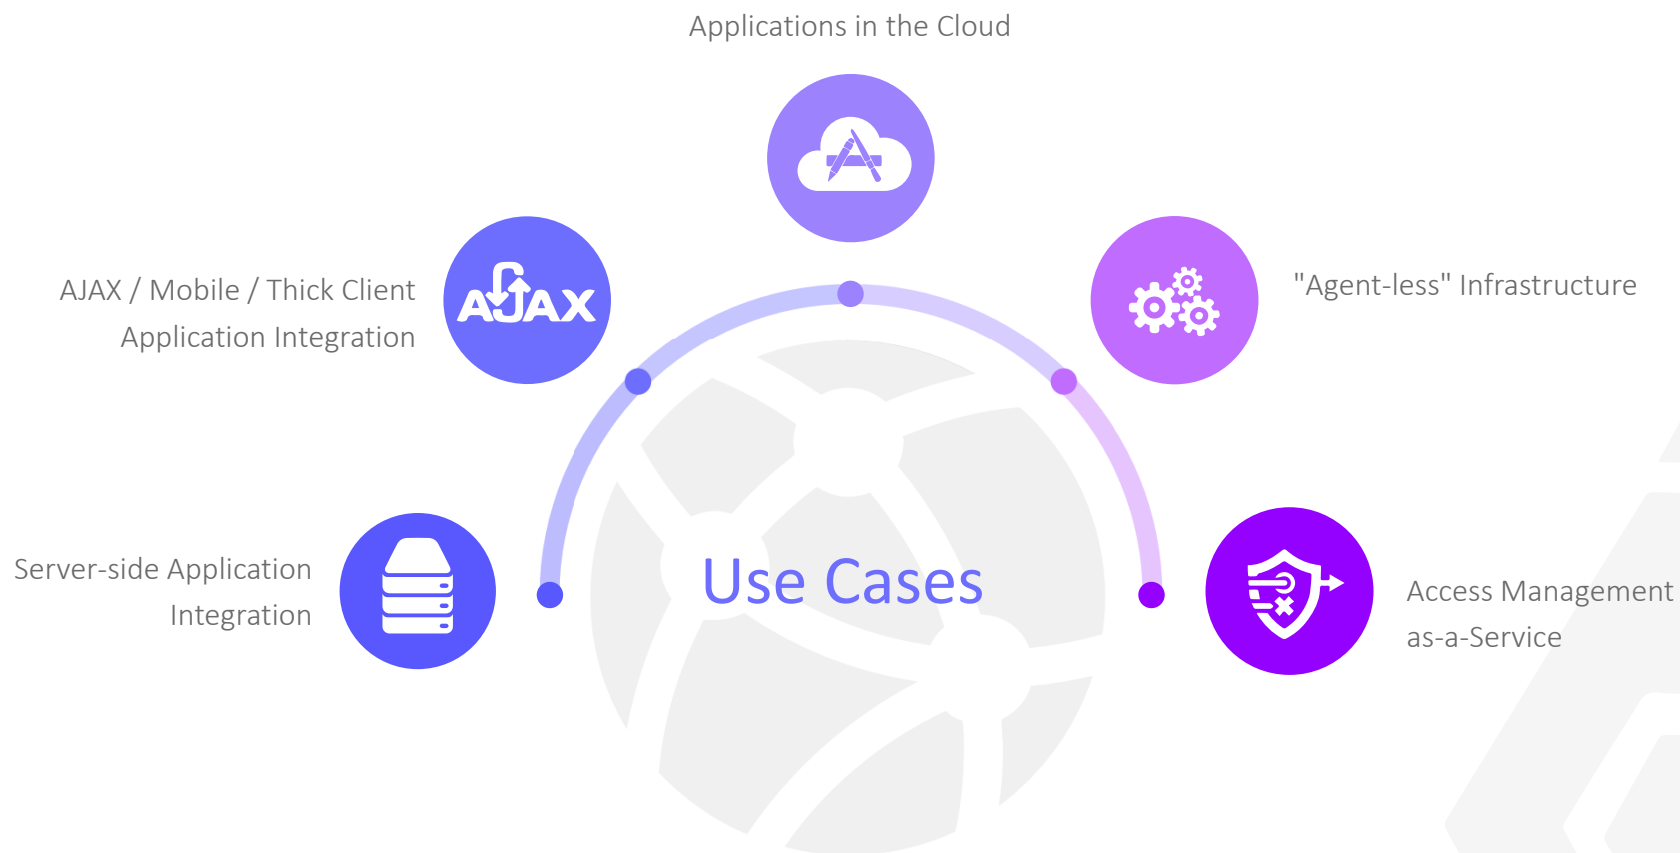 Applications in the Cloud
AJAX / Mobile / Thick Client
Application Integration
AJAX
"Agent-less" Infrastructure
Server-side Application
Integration
Use Cases
Access Management
as-a-Service